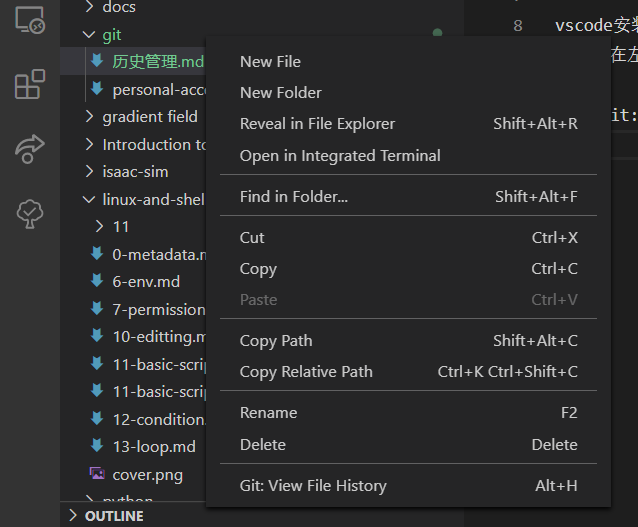 docs
git
历史管理.md
personal-acc
gradient field
Introduction to
isaac-sim
linux-and-shel
11
0-metadata.m
6-env.md
7-permission
10-editting.m
11-basic-scrip
11-basic-scrip
12-condition.
13-loop.md
cover.png
python
OUTLINE
New File
New Folder
Reveal in File Explorer Shift+Alt+R
Open in Integrated Terminal
Find in Folder... Shift+Alt+F
Cut Ctrl+X
Copy Ctrl+C
Paste Ctrl+V
Copy Path Shift+Alt+C
Copy Relative Path Ctrl+K Ctrl+Shift+C
Rename F2
Delete Delete
Git: View File History Alt+H
8 vscode安装
在左
it: